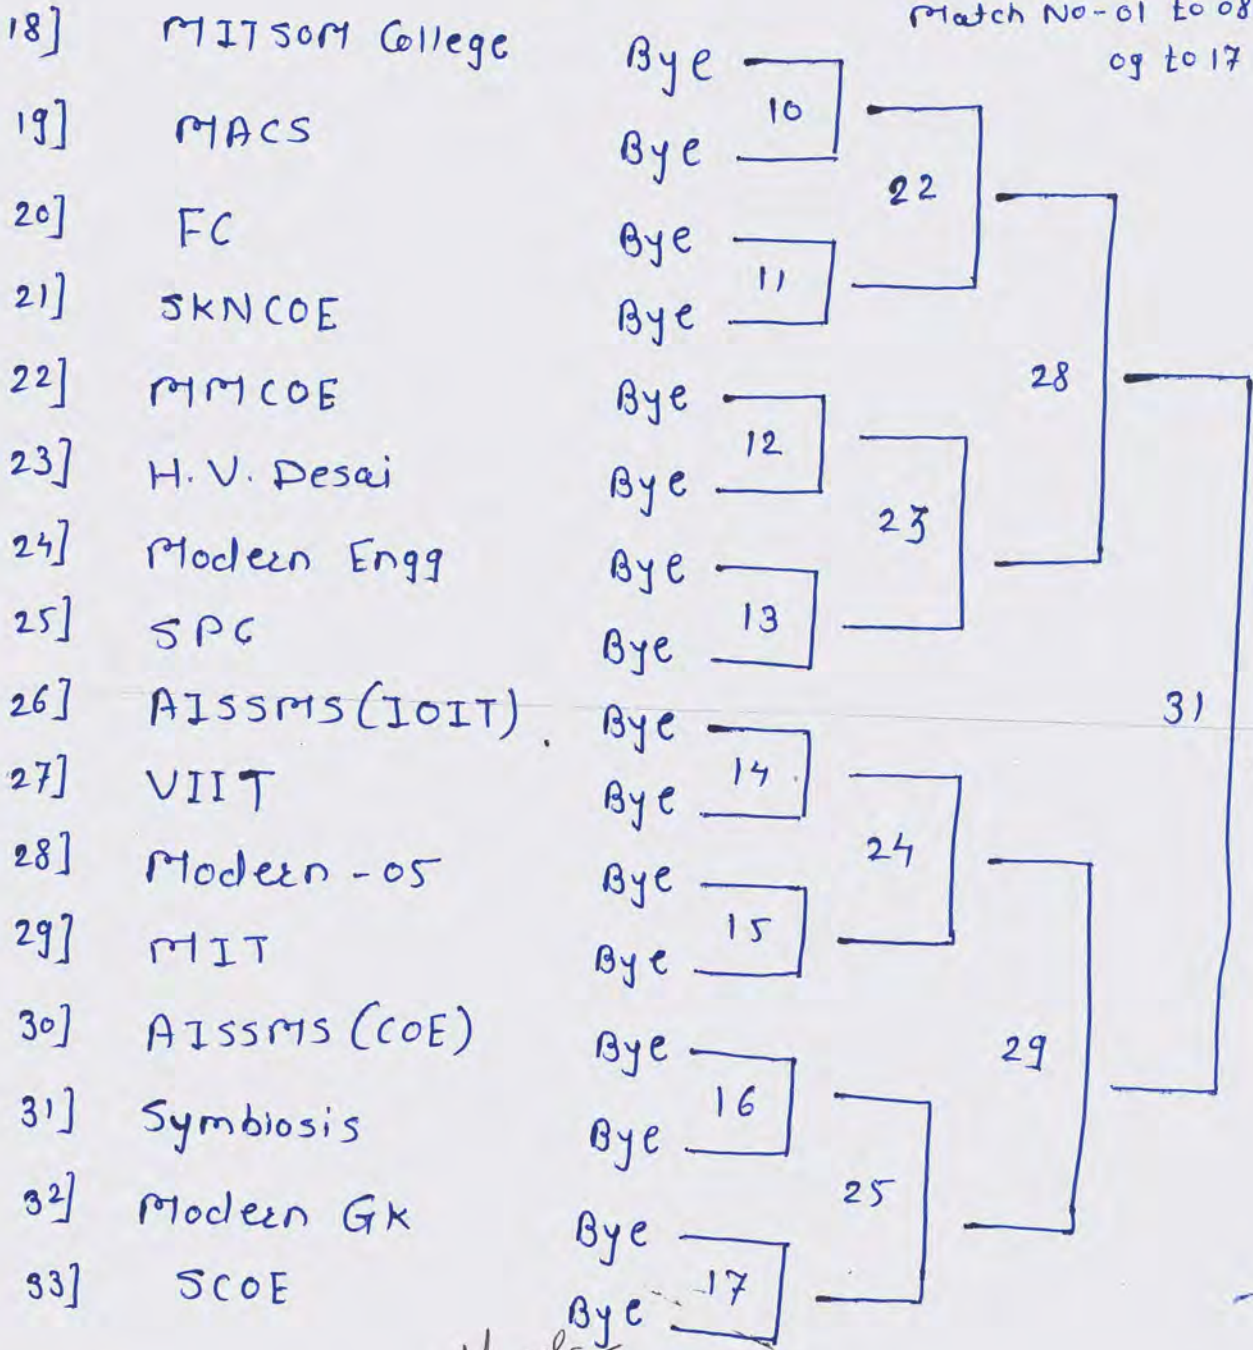 Match No-01 to 08
09 to 17
18] MITSOM College Bye
10
19] MACS Bye
22
20] FC Bye
11
21] SKNCOE Bye
28
22] MMCOE Bye
12
23] H.V. Desai Bye
23
24] Modern Engg Bye
13
25] SPC Bye
31
26] AISSMS (IOIT) Bye
14
27] VIIT Bye
24
28] Modern - 05 Bye
15
29] MIT Bye
29
30] AISSMS (COE) Bye
16
31] Symbiosis Bye
25
32] Modern GK Bye
17
33] SCOE Bye